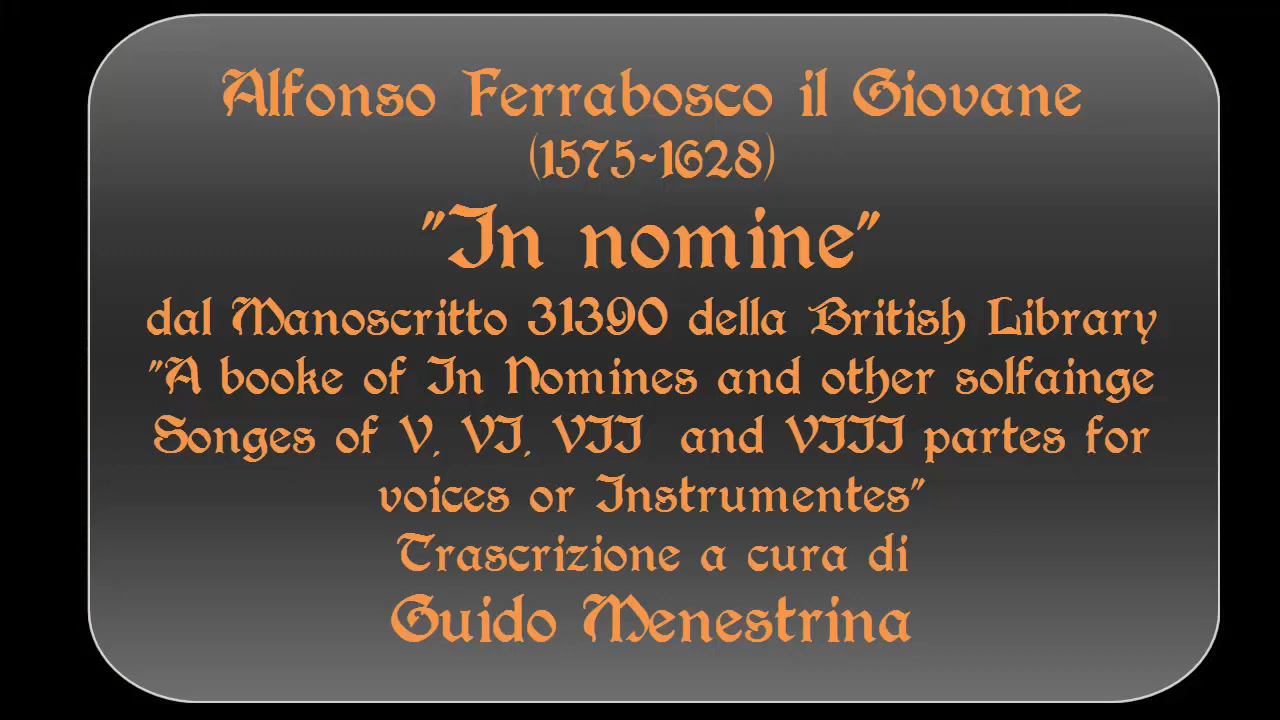 Alfonso Ferrabosco il Giovane
(1575-1628)
"In nomine"
dal Manoscritto 31390 della British Library
"A booke of In Nomines and other solfainge
Songes of V, VI, VII and VIII partes for
voices or Instrumentes"
Trascrizione a cura di
Guido Menestrina